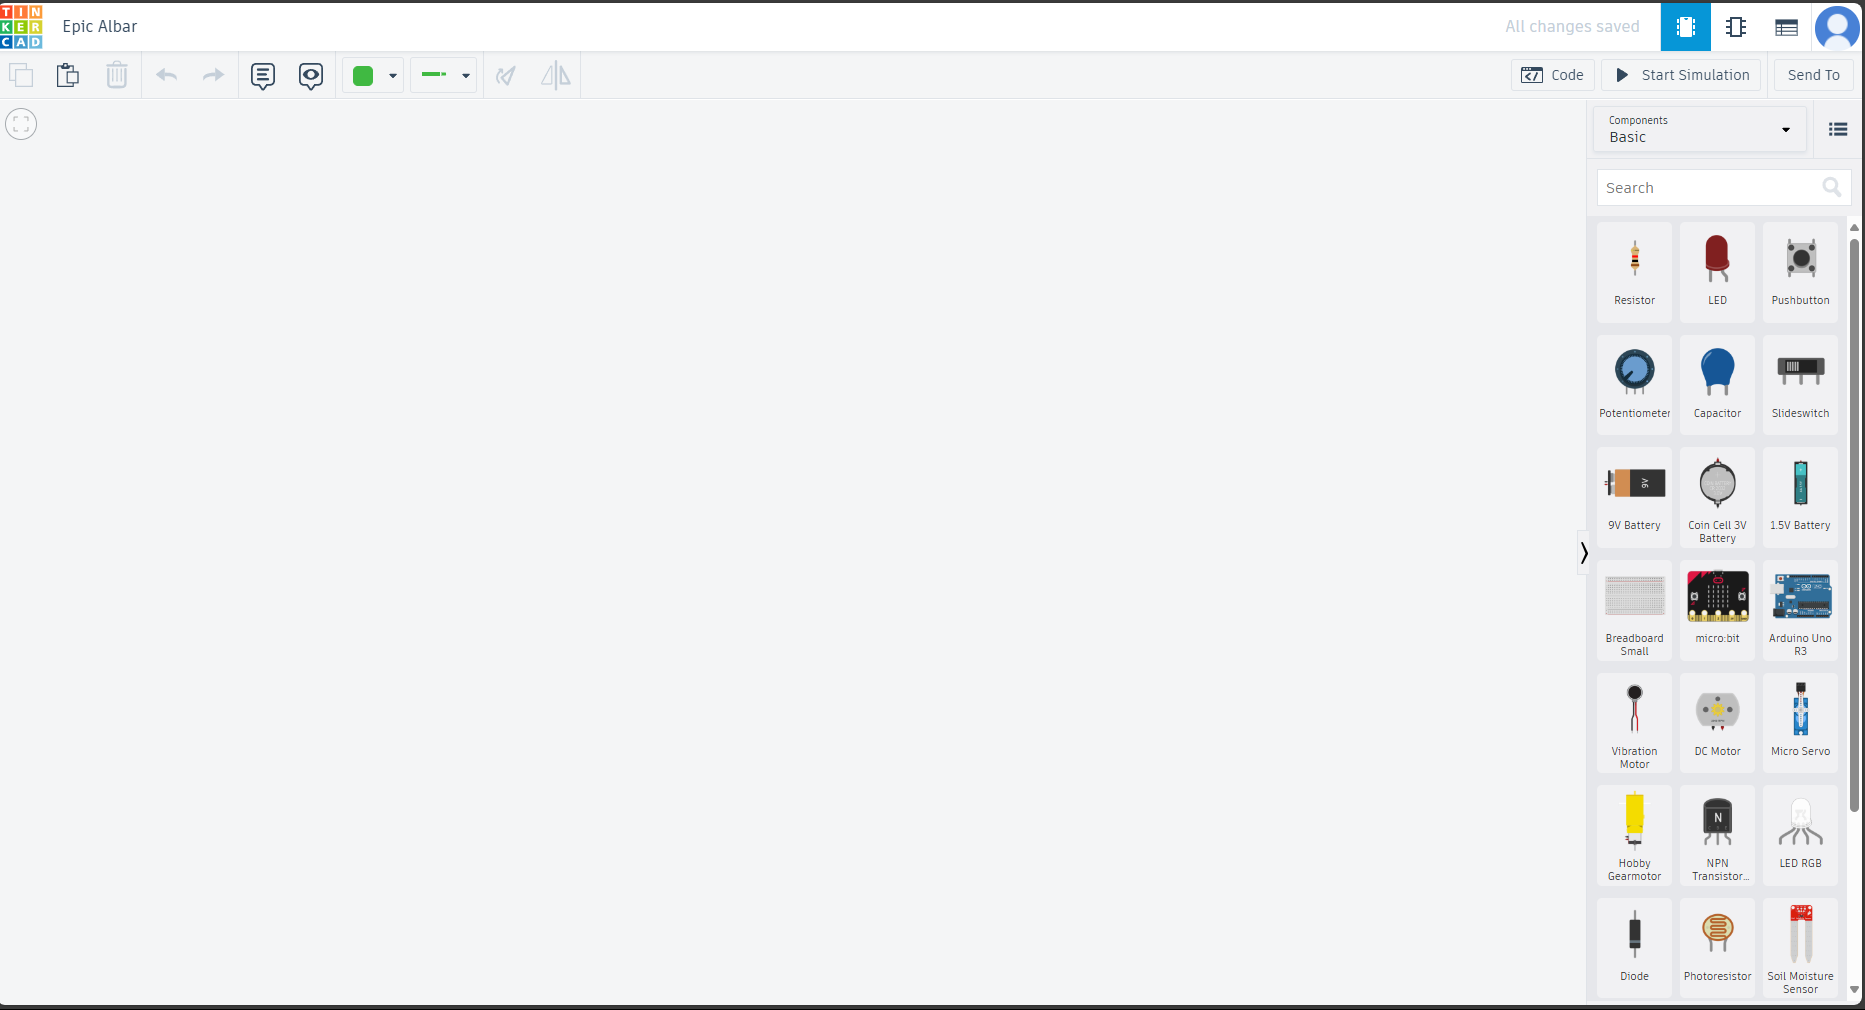 TIN
KER
CAD
Epic Albar
All changes saved
Code
Start Simulation
Send To
Components
Basic
Search
Resistor
LED
Pushbutton
Potentiometer
Capacitor
Slideswitch
9V
9V Battery
Coin Cell 3V
Battery
1.5V Battery
Breadboard
Small
micro:bit
Arduino Uno
R3
Vibration
Motor
DC Motor
Micro Servo
Hobby
Gearmotor
N
NPN
Transistor...
LED RGB
Diode
Photoresistor
Soil Moisture
Sensor